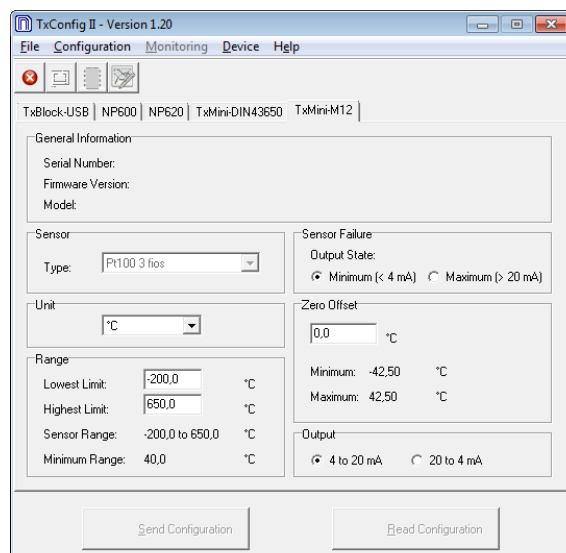 TxConfig II - Version 1.20
File Configuration Monitoring Device Help
TxBlock-USB NP600 NP620 TxMini-DIN43650 TxMini-M12
General Information
Serial Number:
Firmware Version:
Model:
Sensor
Type: Pt100 3 fios
Sensor Failure
Output State:
Minimum (< 4 mA) Maximum (> 20 mA)
Unit
°C
Zero Offset
0,0 °C
Minimum: -42,50 °C
Maximum: 42,50 °C
Range
Lowest Limit: -200,0 °C
Highest Limit: 650,0 °C
Sensor Range: -200,0 to 650,0 °C
Minimum Range: 40,0 °C
Output
4 to 20 mA 20 to 4 mA
Send Configuration Read Configuration